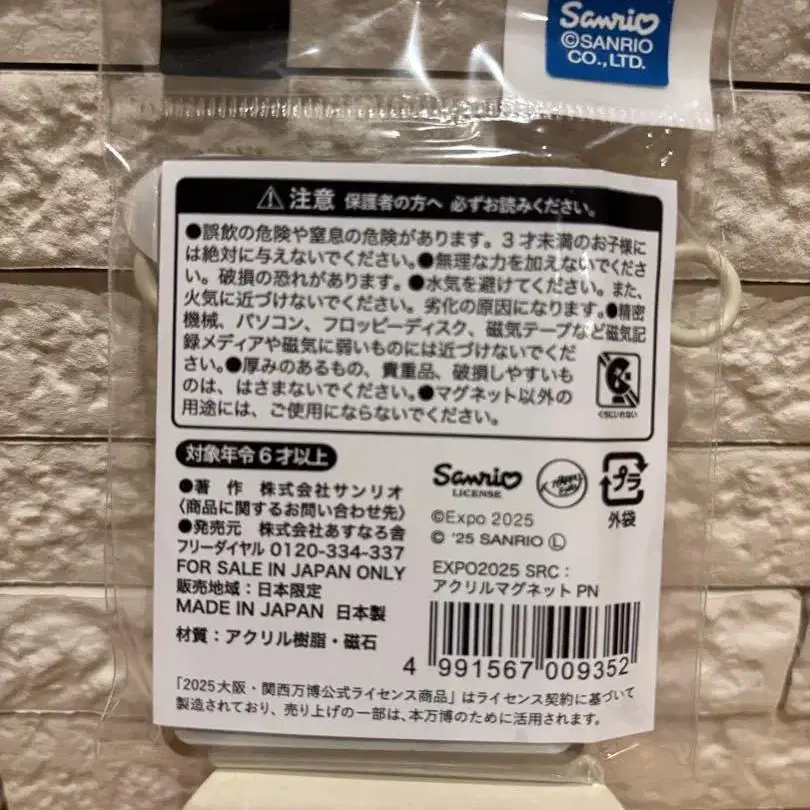 Sanrio
©SANRIO
CO.,LTD.
⚠注意 保護者の方へ 必ずお読みください。
●誤飲の危険や窒息の危険があります。3才未満のお子様に
は絶対に与えないでください。●無理な力を加えないでくださ
い。破損の恐れがあります。●水気を避けてください。また、
火気に近づけないでください。劣化の原因になります。●精密
機械、パソコン、フロッピーディスク、磁気テープなど磁気記
録メディアや磁気に弱いものには近づけないでくだ
さい。●厚みのあるもの、貴重品、破損しやすいも
のは、はさまないでください。●マグネット以外の
用途には、ご使用にならないでください。
くちにいれない
対象年令6才以上
●著 作 株式会社サンリオ
〈商品に関するお問い合わせ先〉
●発売元 株式会社あすなろ舎
フリーダイヤル 0120-334-337
FOR SALE IN JAPAN ONLY
販売地域:日本限定
MADE IN JAPAN 日本製
材質:アクリル樹脂・磁石
Sanrio
LICENSE
プラ
外袋
©Expo 2025
© '25 SANRIO Ⓛ
EXPO2025 SRC:
アクリルマグネット PN
4 991567 009352
「2025大阪・関西万博公式ライセンス商品」はライセンス契約に基づいて
製造されており、売り上げの一部は、本万博のために活用されます。